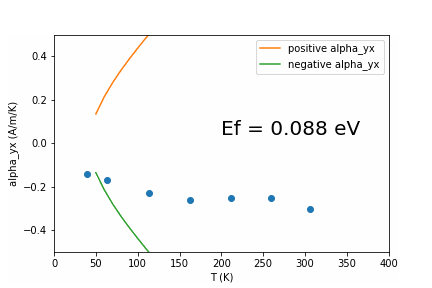 positive alpha_yx
negative alpha_yx
Ef = 0.088 eV
alpha_yx (A/m/K)
0.4
0.2
0.0
−0.2
−0.4
0 50 100 150 200 250 300 350 400
T (K)